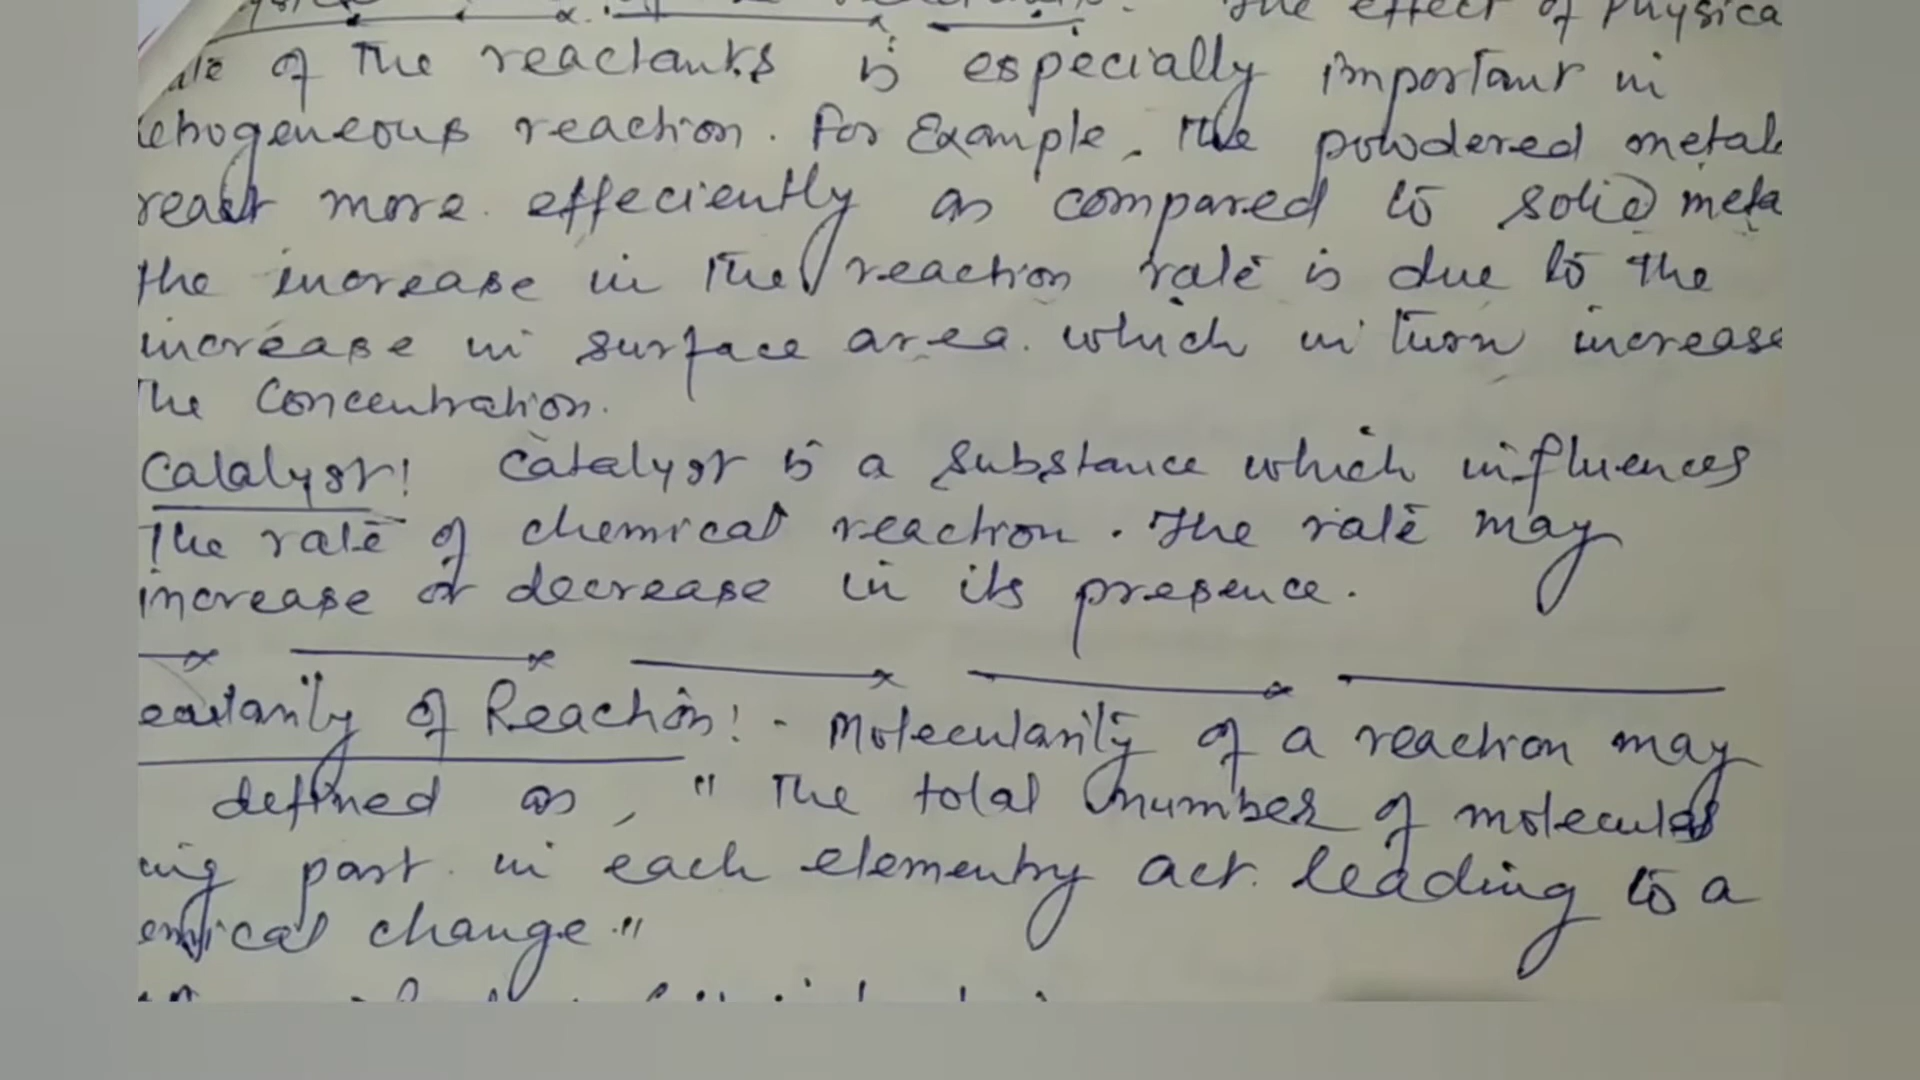 The effect of Physica
of the reactants is especially important in
reaction. For Example, The powdered metal
react more effeciently as compared to solid meta
the increase in the reaction rate is due to the
increase in surface area. which in turn increase
the Concentration.
Catalyst! Catalyst is a substance which influences
The rate of chemical reaction. The rate may
increase or decrease in its presence.
of Reaction! - Molecularity of a reaction may
defined as, "The total number of molecules
ing part in each elementry act leading to a
emical change."